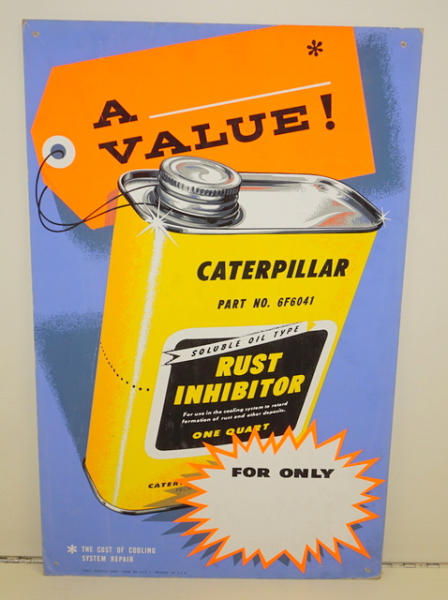 *
A
VALUE!
CATERPILLAR
PART NO. 6F6041
SOLUBLE OIL TYPE
RUST
INHIBITOR
For use in the cooling system to retard
formation of rust and other deposits.
ONE QUART
FOR ONLY
* THE COST OF COOLING
SYSTEM REPAIR